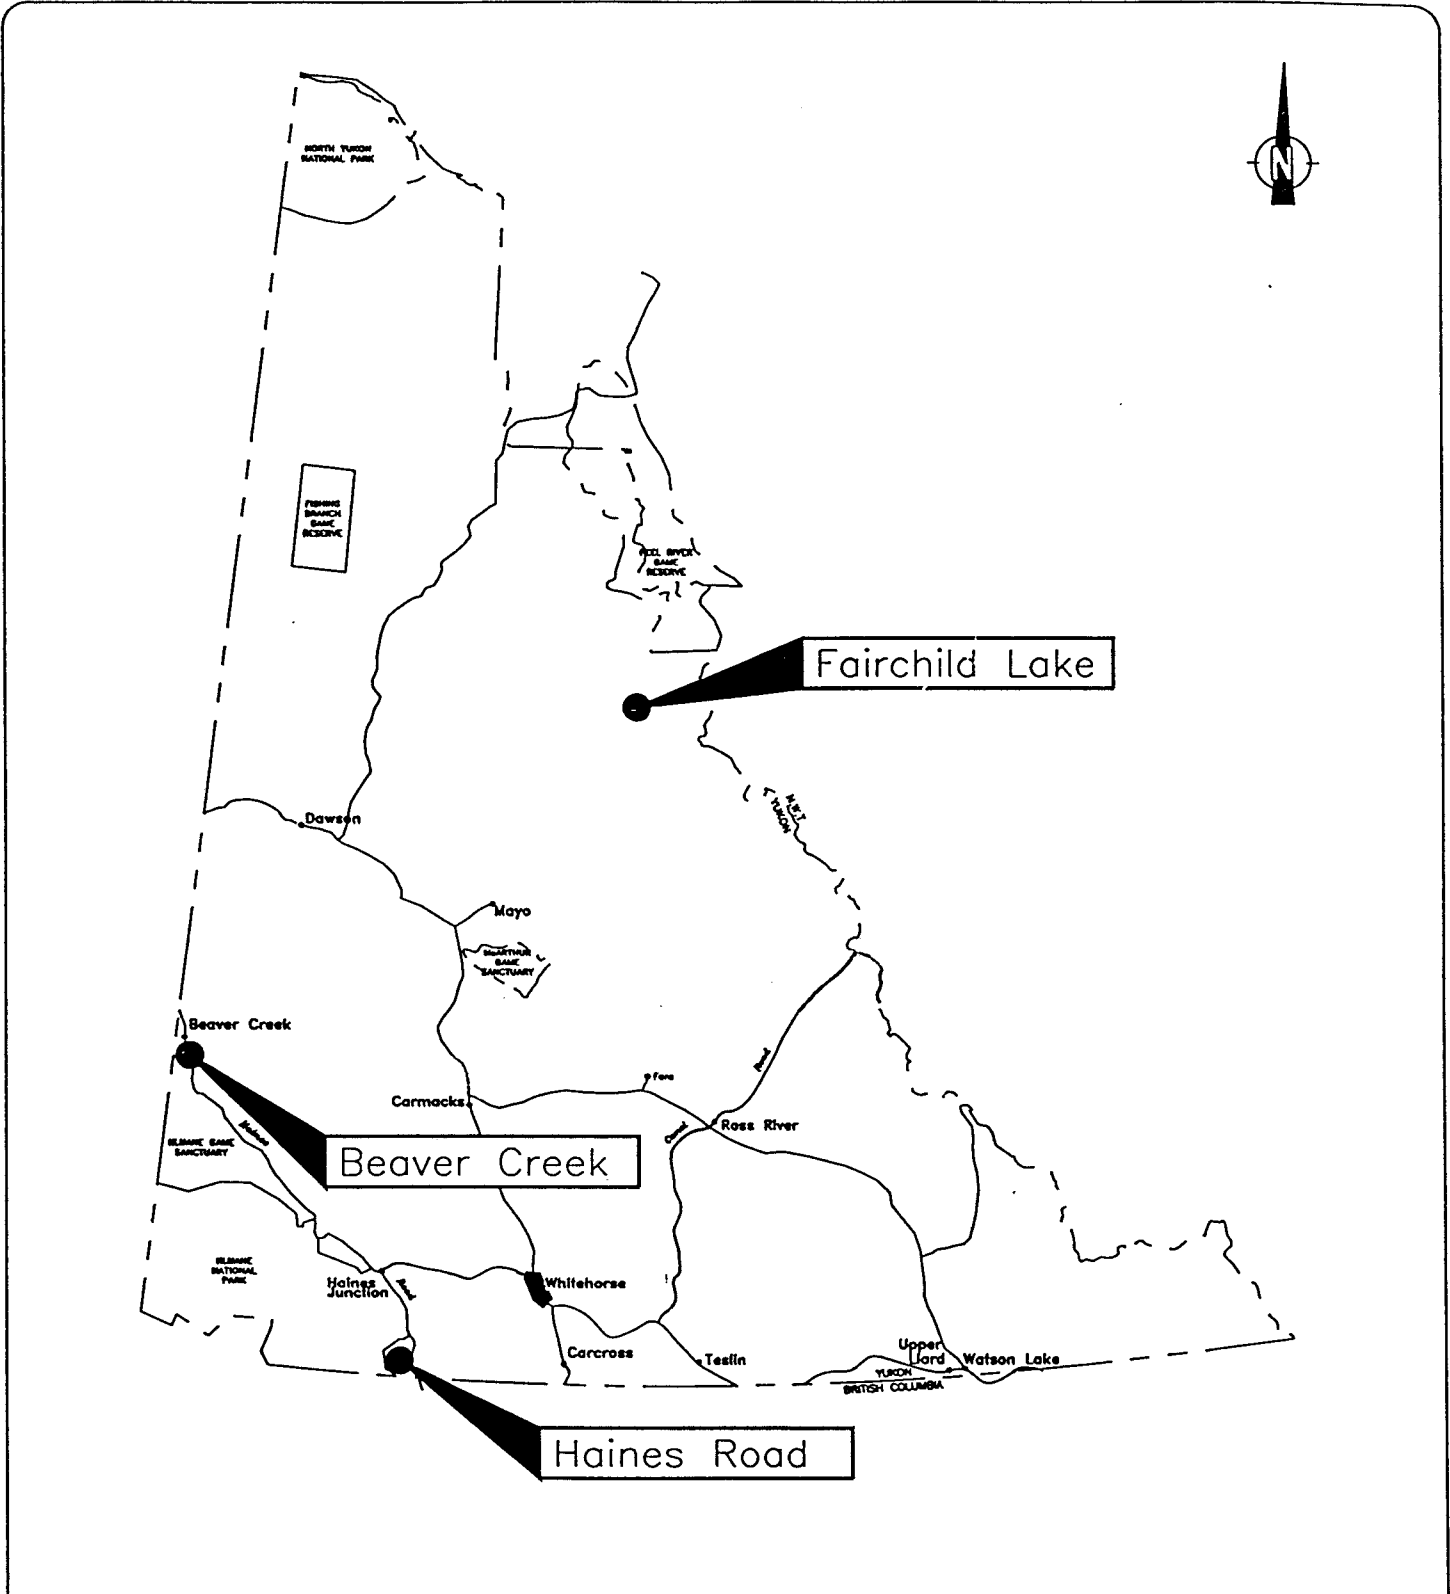 N
NORTH YUKON
NATIONAL PARK
FISHING
BRANCH
GAME
RESERVE
PEEL RIVER
GAME
RESERVE
Fairchild Lake
N.W.T.
YUKON
Dawson
Mayo
McARTHUR
GAME
SANCTUARY
Beaver Creek
Carmacks
Faro
Road
Ross River
Canol
Haines
KLUANE GAME
SANCTUARY
Beaver Creek
KLUANE
NATIONAL
PARK
Haines
Junction
Road
Whitehorse
Carcross
Teslin
Upper
Liard
Watson Lake
YUKON
BRITISH COLUMBIA
Haines Road